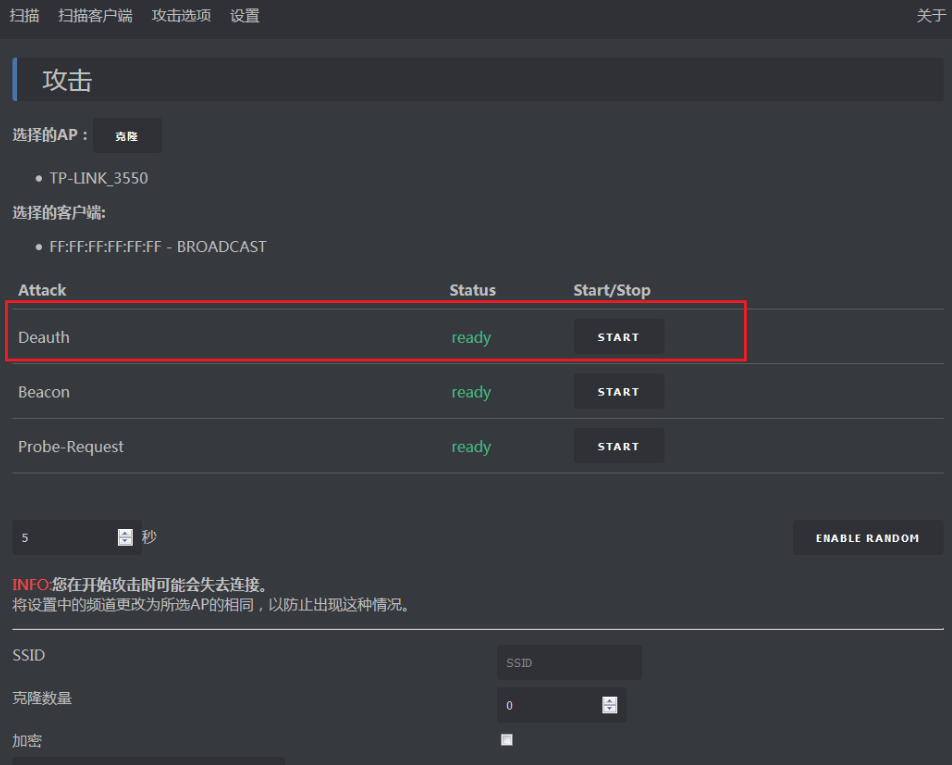 扫描 扫描客户端 攻击选项 设置 关于
攻击
选择的AP： 克隆
TP-LINK_3550
选择的客户端:
FF:FF:FF:FF:FF:FF - BROADCAST
Attack Status Start/Stop
Deauth ready START
Beacon ready START
Probe-Request ready START
5 秒 ENABLE RANDOM
INFO:您在开始攻击时可能会失去连接。
将设置中的频道更改为所选AP的相同，以防止出现这种情况。
SSID SSID
克隆数量 0
加密